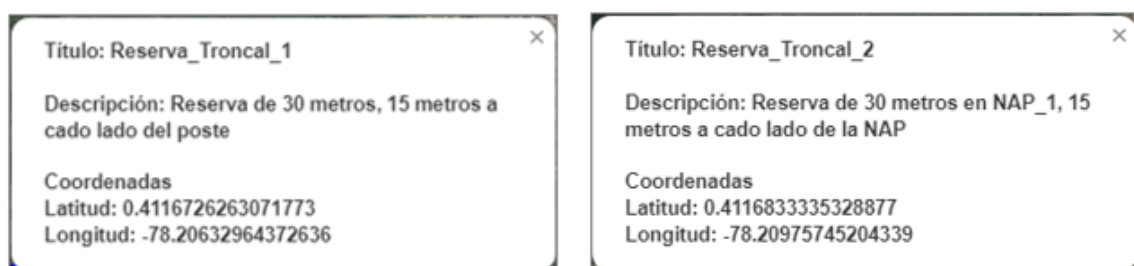 Título: Reserva_Troncal_1
Descripción: Reserva de 30 metros, 15 metros a
cado lado del poste
Coordenadas
Latitud: 0.4116726263071773
Longitud: -78.20632964372636
Título: Reserva_Troncal_2
Descripción: Reserva de 30 metros en NAP_1, 15
metros a cado lado de la NAP
Coordenadas
Latitud: 0.4116833335328877
Longitud: -78.20975745204339